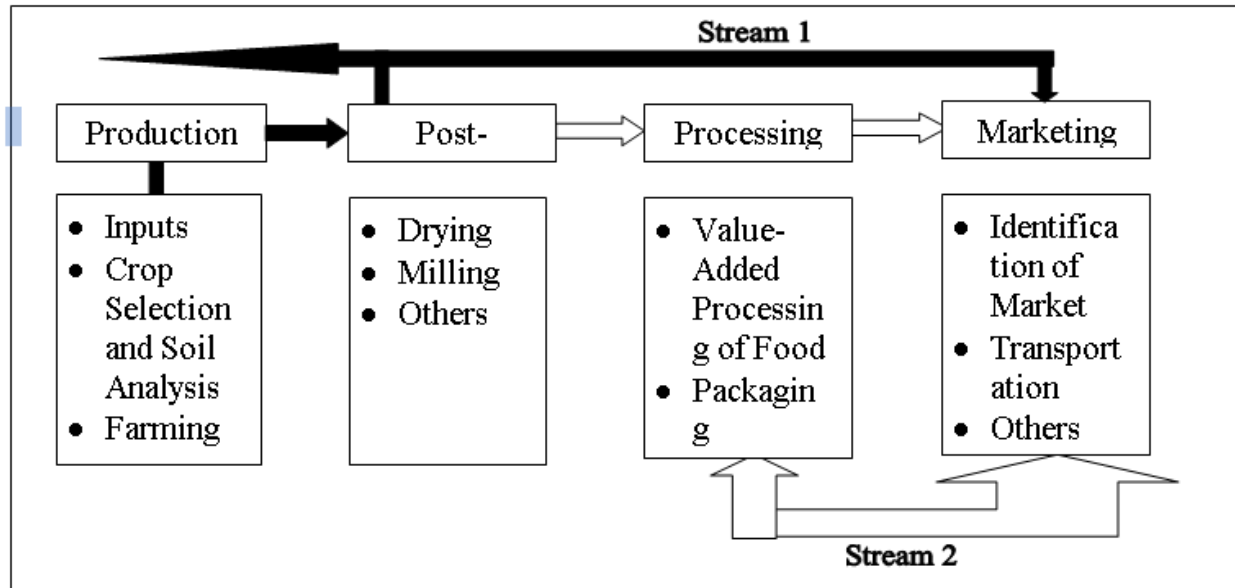 Stream 1
Production
Post-
Processing
Marketing
● Inputs
● Crop
Selection
and Soil
Analysis
● Farming
● Drying
● Milling
● Others
● Value-
Added
Processin
g of Food
● Packagin
g
● Identifica
tion of
Market
● Transport
ation
● Others
Stream 2